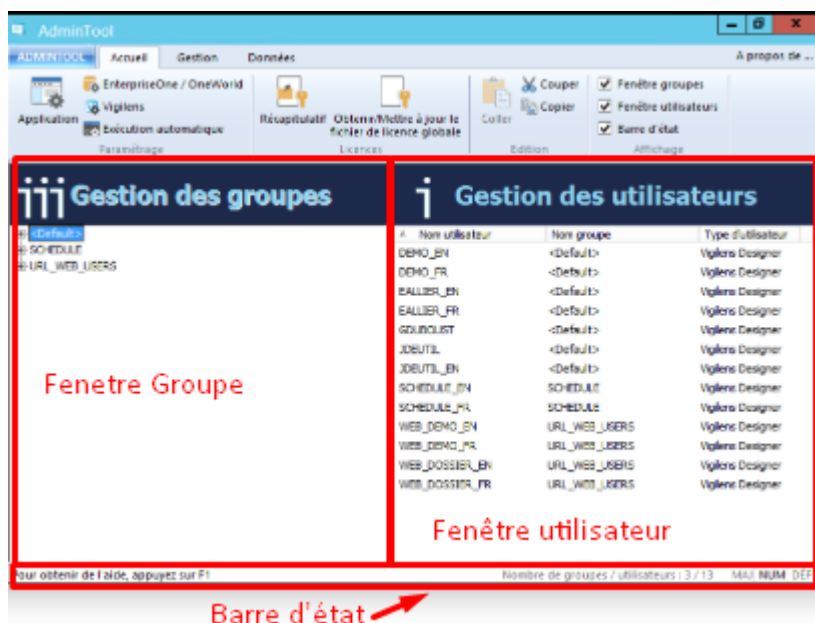 AdminTool
ADMINTOOL Accueil Gestion Données A propos de ...
Application
EnterpriseOne / OneWorld
Vigilens
Exécution automatique
Paramétrage
Récapitulatif
Obtenir/Mettre à jour le
fichier de licence globale
Licences
Coller
Couper
Copier
Edition
Fenêtre groupes
Fenêtre utilisateurs
Barre d'état
Affichage
Gestion des groupes
<Default>
SCHEDULE
URL_WEB_USERS
Fenetre Groupe
Gestion des utilisateurs
Nom utilisateur Nom groupe Type d'utilisateur
DEMO_EN <Default> Vigilens Designer
DEMO_FR <Default> Vigilens Designer
EALLIER_EN <Default> Vigilens Designer
EALLIER_FR <Default> Vigilens Designer
GDUBOUST <Default> Vigilens Designer
JDEUTIL <Default> Vigilens Designer
JDEUTIL_EN <Default> Vigilens Designer
SCHEDULE_EN SCHEDULE Vigilens Designer
SCHEDULE_FR SCHEDULE Vigilens Designer
WEB_DEMO_EN URL_WEB_USERS Vigilens Designer
WEB_DEMO_FR URL_WEB_USERS Vigilens Designer
WEB_DOSSIER_EN URL_WEB_USERS Vigilens Designer
WEB_DOSSIER_FR URL_WEB_USERS Vigilens Designer
Fenêtre utilisateur
Pour obtenir de l'aide, appuyez sur F1 Nombre de groupes / utilisateurs : 3 / 13 MAJ NUM DEF
Barre d'état